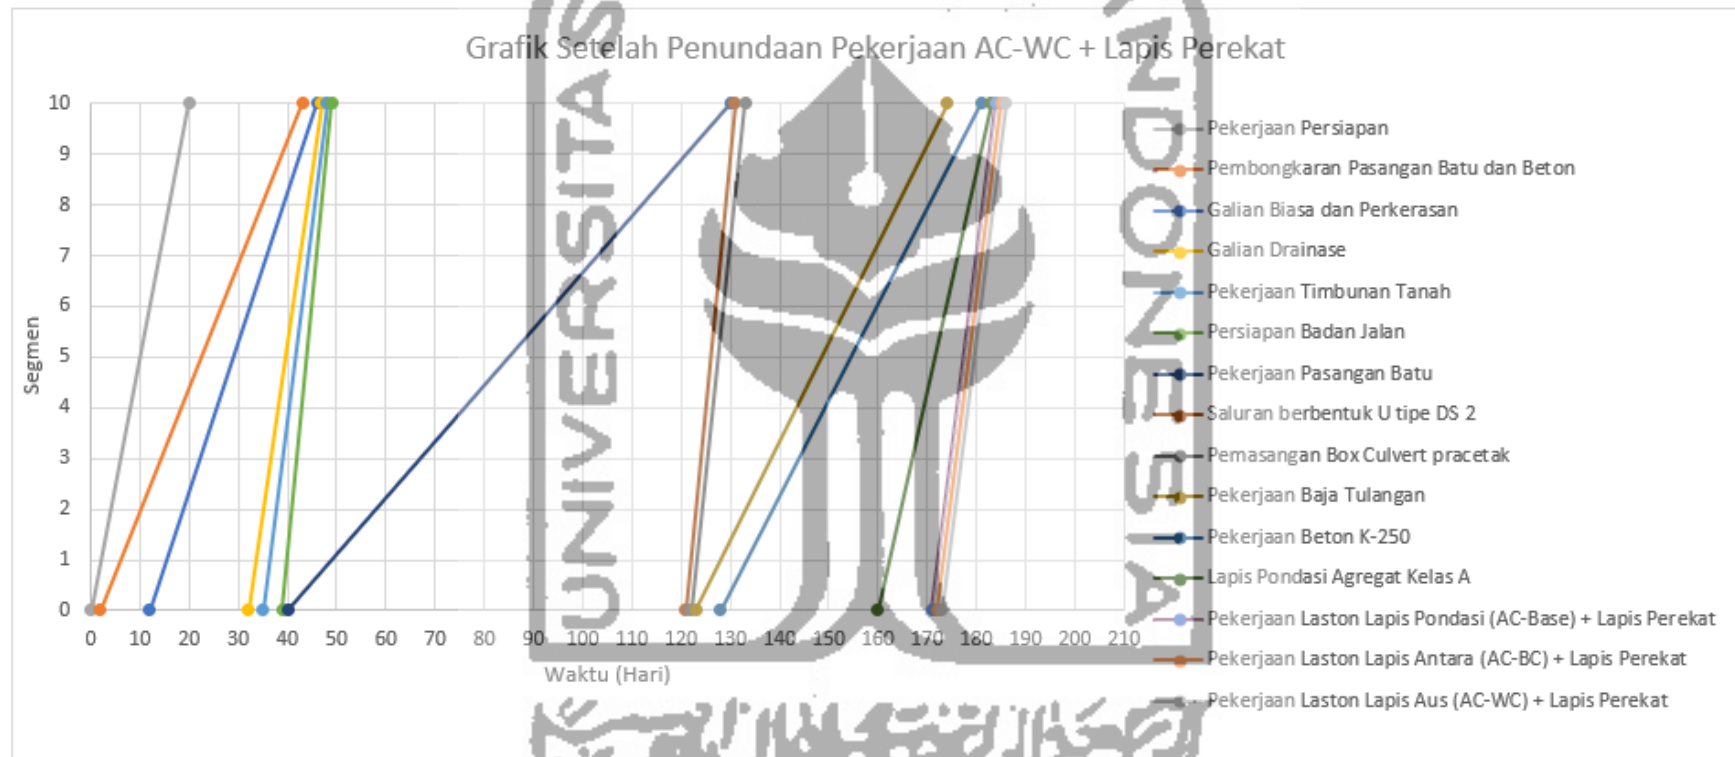 Grafik Setelah Penundaan Pekerjaan AC-WC + Lapis Perekat
10
9
8
7
6
5
4
3
2
1
0
Segmen
0 10 20 30 40 50 60 70 80 90 100 110 120 130 140 150 160 170 180 190 200 210
Waktu (Hari)
Pekerjaan Persiapan
Pembongkaran Pasangan Batu dan Beton
Galian Biasa dan Perkerasan
Galian Drainase
Pekerjaan Timbunan Tanah
Persiapan Badan Jalan
Pekerjaan Pasangan Batu
Saluran berbentuk U tipe DS 2
Pemasangan Box Culvert pracetak
Pekerjaan Baja Tulangan
Pekerjaan Beton K-250
Lapis Pondasi Agregat Kelas A
Pekerjaan Laston Lapis Pondasi (AC-Base) + Lapis Perekat
Pekerjaan Laston Lapis Antara (AC-BC) + Lapis Perekat
Pekerjaan Laston Lapis Aus (AC-WC) + Lapis Perekat
UNIVERSITAS